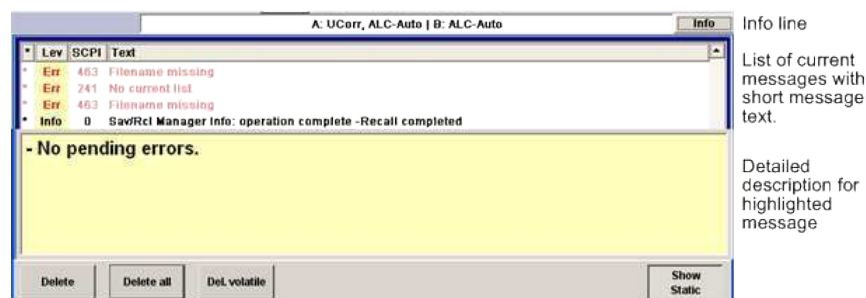 A: UCorr, ALC-Auto | B: ALC-Auto
Info
Info line
* Lev SCPI Text
* Err 463 Filename missing
* Err 241 No current list
* Err 463 Filename missing
* Info 0 Sav/Rcl Manager Info: operation complete -Recall completed
List of current
messages with
short message
text.
- No pending errors.
Detailed
description for
highlighted
message
Delete
Delete all
Del. volatile
Show
Static